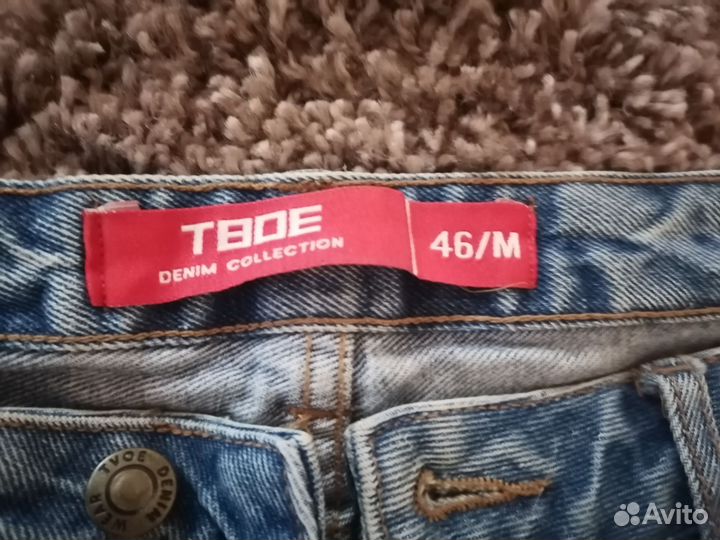 ТВОЕ
DENIM COLLECTION
46/M
TVOE DENIM WEAR
Avito